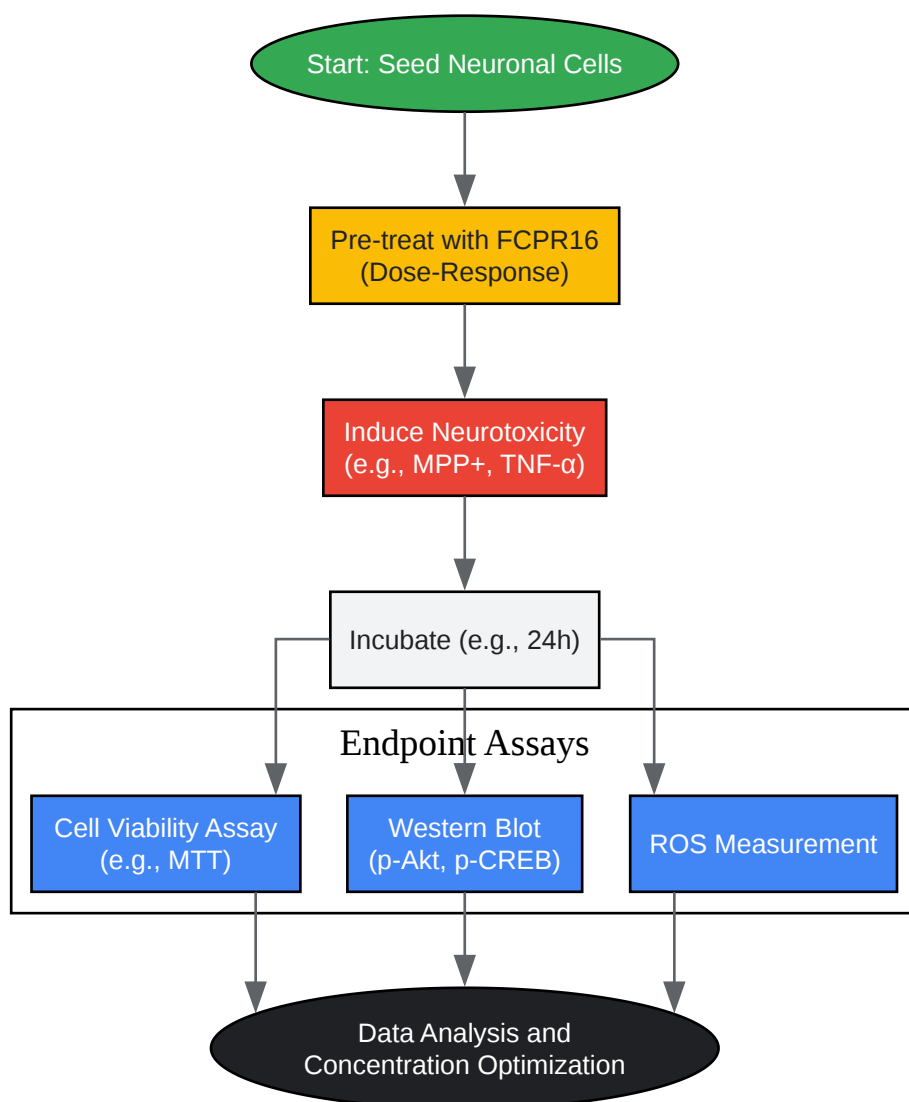 Start: Seed Neuronal Cells
Pre-treat with FCPR16
(Dose-Response)
Induce Neurotoxicity
(e.g., MPP+, TNF-α)
Incubate (e.g., 24h)
Endpoint Assays
Cell Viability Assay
(e.g., MTT)
Western Blot
(p-Akt, p-CREB)
ROS Measurement
Data Analysis and
Concentration Optimization